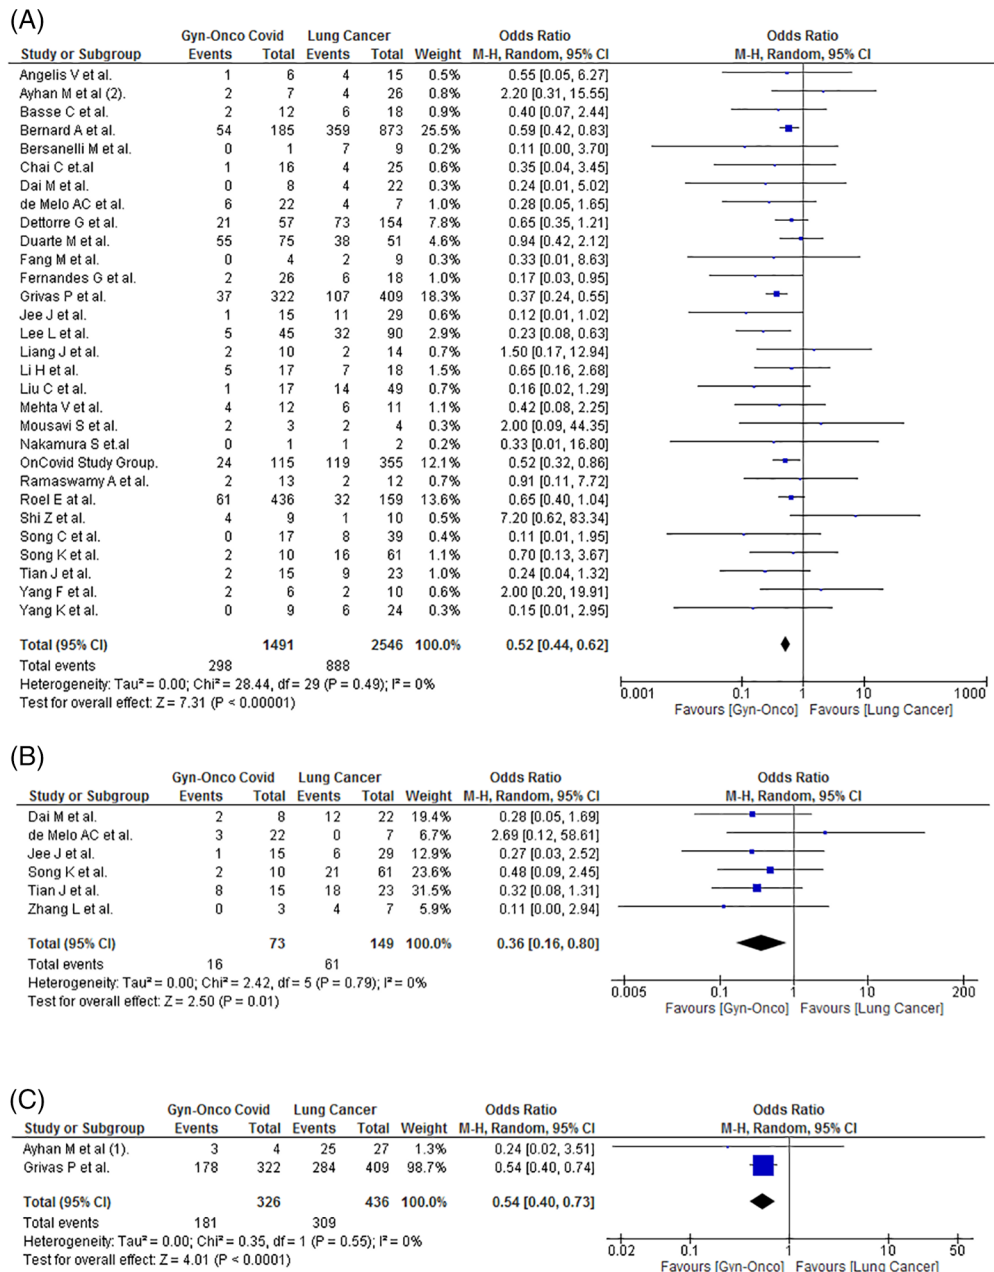 (A)
Gyn-Onco Covid Lung Cancer Odds Ratio Odds Ratio
Study or Subgroup Events Total Events Total Weight M-H, Random, 95% CI M-H, Random, 95% CI
Angelis V et al. 1 6 4 15 0.5% 0.55 [0.05, 6.27]
Ayhan M et al (2). 2 7 4 26 0.8% 2.20 [0.31, 15.55]
Basse C et al. 2 12 6 18 0.9% 0.40 [0.07, 2.44]
Bernard A et al. 54 185 359 873 25.5% 0.59 [0.42, 0.83]
Bersanelli M et al. 0 1 7 9 0.2% 0.11 [0.00, 3.70]
Chai C et.al 1 16 4 25 0.6% 0.35 [0.04, 3.45]
Dai M et al. 0 8 4 22 0.3% 0.24 [0.01, 5.02]
de Melo AC et al. 6 22 4 7 1.0% 0.28 [0.05, 1.65]
Dettorre G et al. 21 57 73 154 7.8% 0.65 [0.35, 1.21]
Duarte M et al. 55 75 38 51 4.6% 0.94 [0.42, 2.12]
Fang M et al. 0 4 2 9 0.3% 0.33 [0.01, 8.63]
Fernandes G et al. 2 26 6 18 1.0% 0.17 [0.03, 0.95]
Grivas P et al. 37 322 107 409 18.3% 0.37 [0.24, 0.55]
Jee J et al. 1 15 11 29 0.6% 0.12 [0.01, 1.02]
Lee L et al. 5 45 32 90 2.9% 0.23 [0.08, 0.63]
Liang J et al. 2 10 2 14 0.7% 1.50 [0.17, 12.94]
Li H et al. 5 17 7 18 1.5% 0.65 [0.16, 2.68]
Liu C et al. 1 17 14 49 0.7% 0.16 [0.02, 1.29]
Mehta V et al. 4 12 6 11 1.1% 0.42 [0.08, 2.25]
Mousavi S et al. 2 3 2 4 0.3% 2.00 [0.09, 44.35]
Nakamura S et.al 0 1 1 2 0.2% 0.33 [0.01, 16.80]
OnCovid Study Group. 24 115 119 355 12.1% 0.52 [0.32, 0.86]
Ramaswamy A et al. 2 13 2 12 0.7% 0.91 [0.11, 7.72]
Roel E at al. 61 436 32 159 13.6% 0.65 [0.40, 1.04]
Shi Z et al. 4 9 1 10 0.5% 7.20 [0.62, 83.34]
Song C et al. 0 17 8 39 0.4% 0.11 [0.01, 1.95]
Song K et al. 2 10 16 61 1.1% 0.70 [0.13, 3.67]
Tian J et al. 2 15 9 23 1.0% 0.24 [0.04, 1.32]
Yang F et al. 2 6 2 10 0.6% 2.00 [0.20, 19.91]
Yang K et al. 0 9 6 24 0.3% 0.15 [0.01, 2.95]
Total (95% CI) 1491 2546 100.0% 0.52 [0.44, 0.62]
Total events 298 888
Heterogeneity: Tau² = 0.00; Chi² = 28.44, df = 29 (P = 0.49); I² = 0%
Test for overall effect: Z = 7.31 (P < 0.00001)
0.001 0.1 1 10 1000
Favours [Gyn-Onco] Favours [Lung Cancer]
(B)
Gyn-Onco Covid Lung Cancer Odds Ratio Odds Ratio
Study or Subgroup Events Total Events Total Weight M-H, Random, 95% CI M-H, Random, 95% CI
Dai M et al. 2 8 12 22 19.4% 0.28 [0.05, 1.69]
de Melo AC et al. 3 22 0 7 6.7% 2.69 [0.12, 58.61]
Jee J et al. 1 15 6 29 12.9% 0.27 [0.03, 2.52]
Song K et al. 2 10 21 61 23.6% 0.48 [0.09, 2.45]
Tian J et al. 8 15 18 23 31.5% 0.32 [0.08, 1.31]
Zhang L et al. 0 3 4 7 5.9% 0.11 [0.00, 2.94]
Total (95% CI) 73 149 100.0% 0.36 [0.16, 0.80]
Total events 16 61
Heterogeneity: Tau² = 0.00; Chi² = 2.42, df = 5 (P = 0.79); I² = 0%
Test for overall effect: Z = 2.50 (P = 0.01)
0.005 0.1 1 10 200
Favours [Gyn-Onco] Favours [Lung Cancer]
(C)
Gyn-Onco Covid Lung Cancer Odds Ratio Odds Ratio
Study or Subgroup Events Total Events Total Weight M-H, Random, 95% CI M-H, Random, 95% CI
Ayhan M et al (1). 3 4 25 27 1.3% 0.24 [0.02, 3.51]
Grivas P et al. 178 322 284 409 98.7% 0.54 [0.40, 0.74]
Total (95% CI) 326 436 100.0% 0.54 [0.40, 0.73]
Total events 181 309
Heterogeneity: Tau² = 0.00; Chi² = 0.35, df = 1 (P = 0.55); I² = 0%
Test for overall effect: Z = 4.01 (P < 0.0001)
0.02 0.1 1 10 50
Favours [Gyn-Onco] Favours [Lung Cancer]